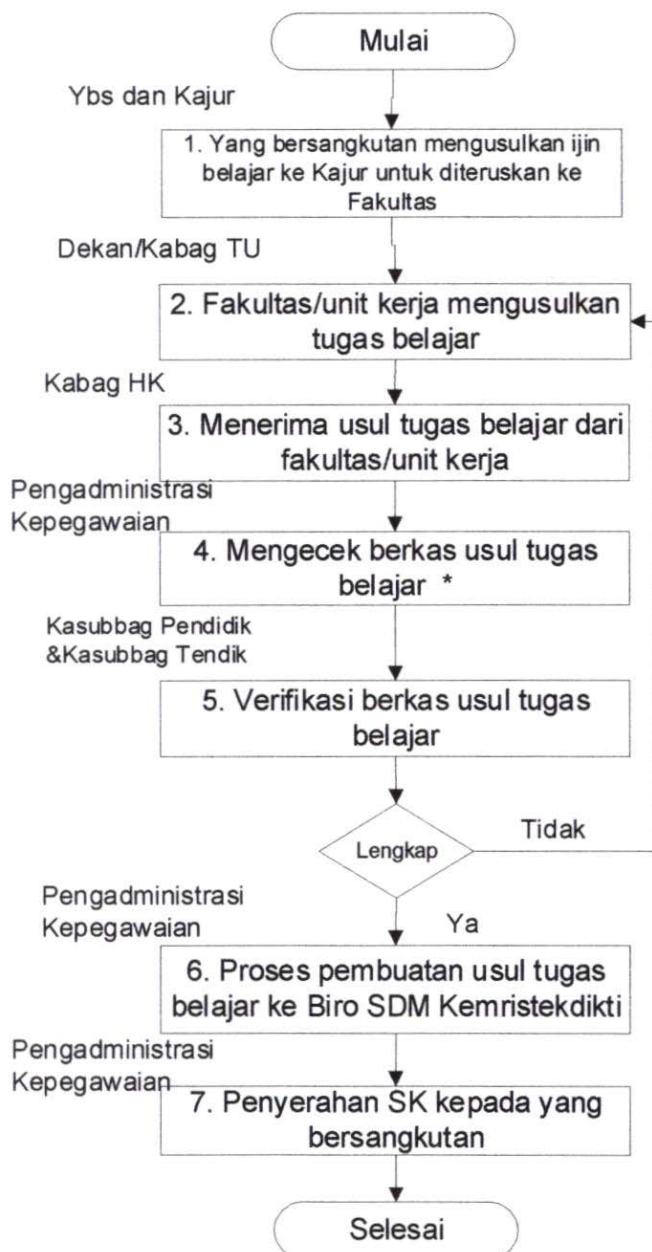 Mulai
Ybs dan Kajur
1. Yang bersangkutan mengusulkan ijin
belajar ke Kajur untuk diteruskan ke
Fakultas
Dekan/Kabag TU
2. Fakultas/unit kerja mengusulkan
tugas belajar
Kabag HK
3. Menerima usul tugas belajar dari
fakultas/unit kerja
Pengadministrasi
Kepegawaian
4. Mengecek berkas usul tugas
belajar *
Kasubbag Pendidik
&Kasubbag Tendik
5. Verifikasi berkas usul tugas
belajar
Lengkap
Tidak
Pengadministrasi
Kepegawaian
Ya
6. Proses pembuatan usul tugas
belajar ke Biro SDM Kemristekdikti
Pengadministrasi
Kepegawaian
7. Penyerahan SK kepada yang
bersangkutan
Selesai